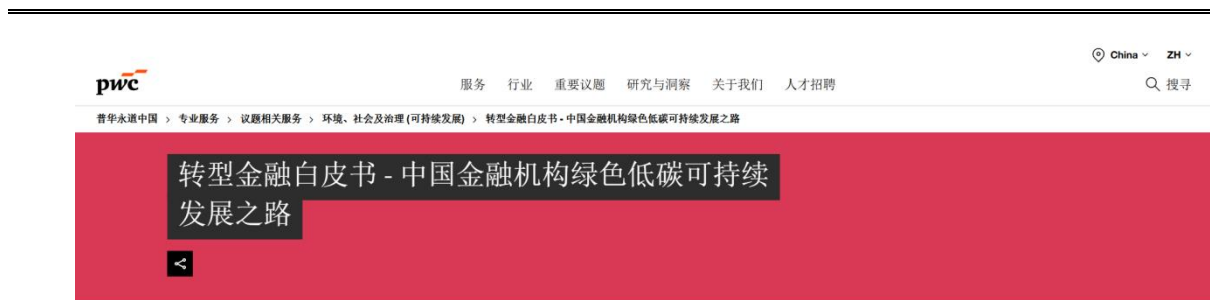 China ZH
pwc
服务 行业 重要议题 研究与洞察 关于我们 人才招聘 搜寻
普华永道中国 > 专业服务 > 议题相关服务 > 环境、社会及治理 (可持续发展) > 转型金融白皮书 - 中国金融机构绿色低碳可持续发展之路
转型金融白皮书 - 中国金融机构绿色低碳可持续
发展之路